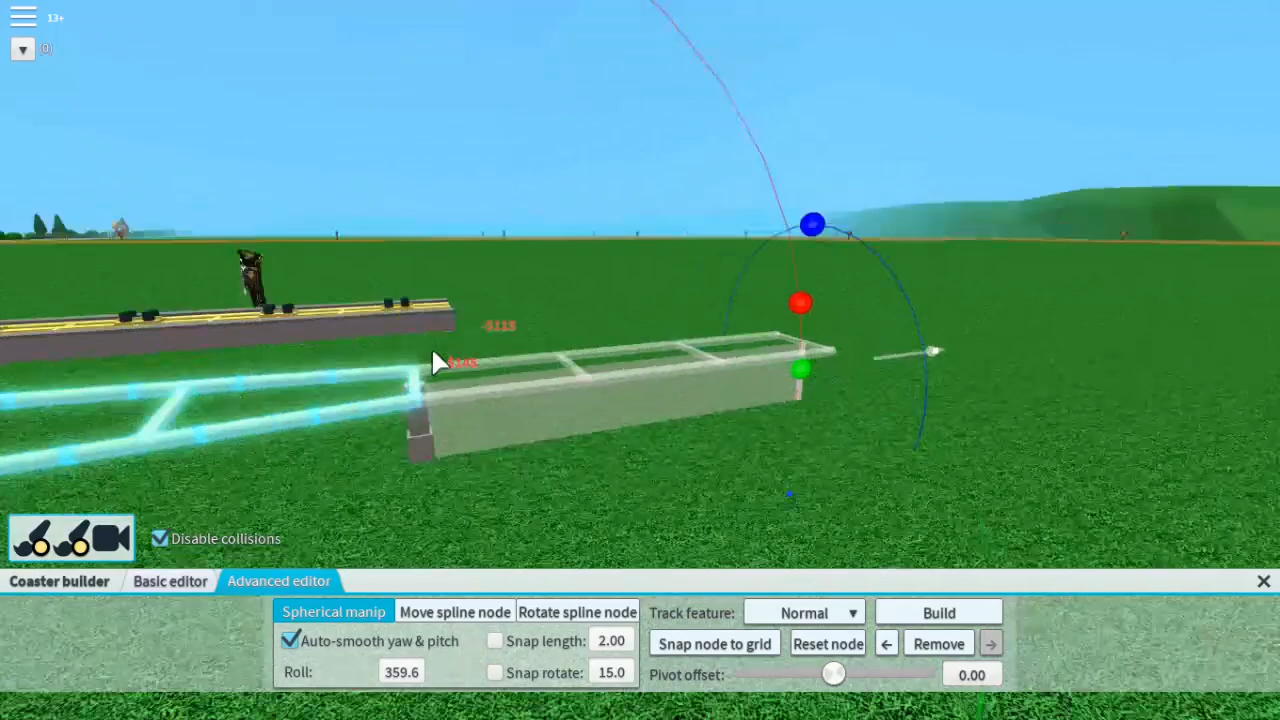 13+
-$115
Disable collisions
Coaster builder Basic editor Advanced editor
Spherical manip Move spline node Rotate spline node Track feature: Normal Build
Auto-smooth yaw & pitch Snap length: 2.00 Snap node to grid Reset node Remove
Roll: 359.6 Snap rotate: 15.0 Pivot offset: 0.00